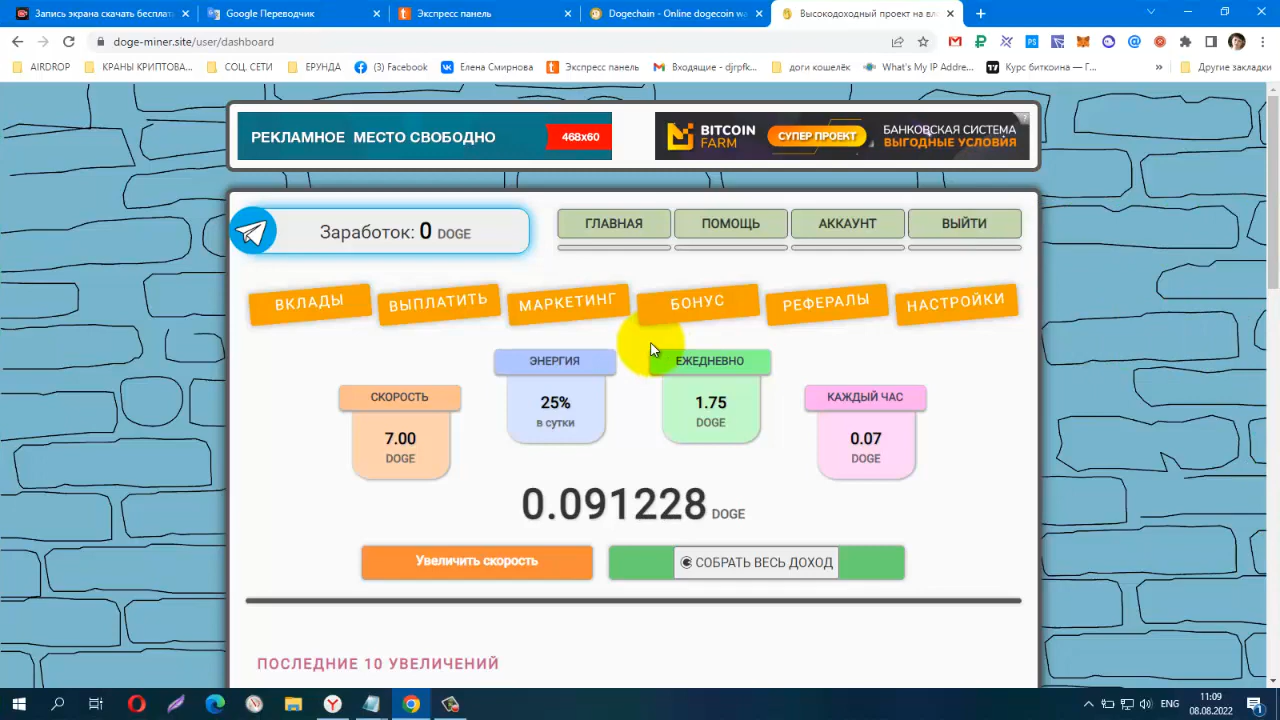 Запись экрана скачать бесплат
Google Переводчик
Экспресс панель
Dogechain - Online dogecoin wa
Высокодоходный проект на вл
doge-miner.site/user/dashboard
AIRDROP
КРАНЫ КРИПТОВА...
СОЦ. СЕТИ
ЕРУНДА
(3) Facebook
Елена Смирнова
Экспресс панель
Входящие - djrpfk...
доги кошелёк
What's My IP Addre...
Курс биткоина — Г...
»
Другие закладки
РЕКЛАМНОЕ МЕСТО СВОБОДНО
468x60
BITCOIN
FARM
СУПЕР ПРОЕКТ
БАНКОВСКАЯ СИСТЕМА
ВЫГОДНЫЕ УСЛОВИЯ
Заработок: 0 DOGE
ГЛАВНАЯ
ПОМОЩЬ
АККАУНТ
ВЫЙТИ
ВКЛАДЫ
ВЫПЛАТИТЬ
МАРКЕТИНГ
БОНУС
РЕФЕРАЛЫ
НАСТРОЙКИ
СКОРОСТЬ
7.00
DOGE
ЭНЕРГИЯ
25%
в сутки
ЕЖЕДНЕВНО
1.75
DOGE
КАЖДЫЙ ЧАС
0.07
DOGE
0.091228 DOGE
Увеличить скорость
СОБРАТЬ ВЕСЬ ДОХОД
ПОСЛЕДНИЕ 10 УВЕЛИЧЕНИЙ
ENG
11:09
08.08.2022